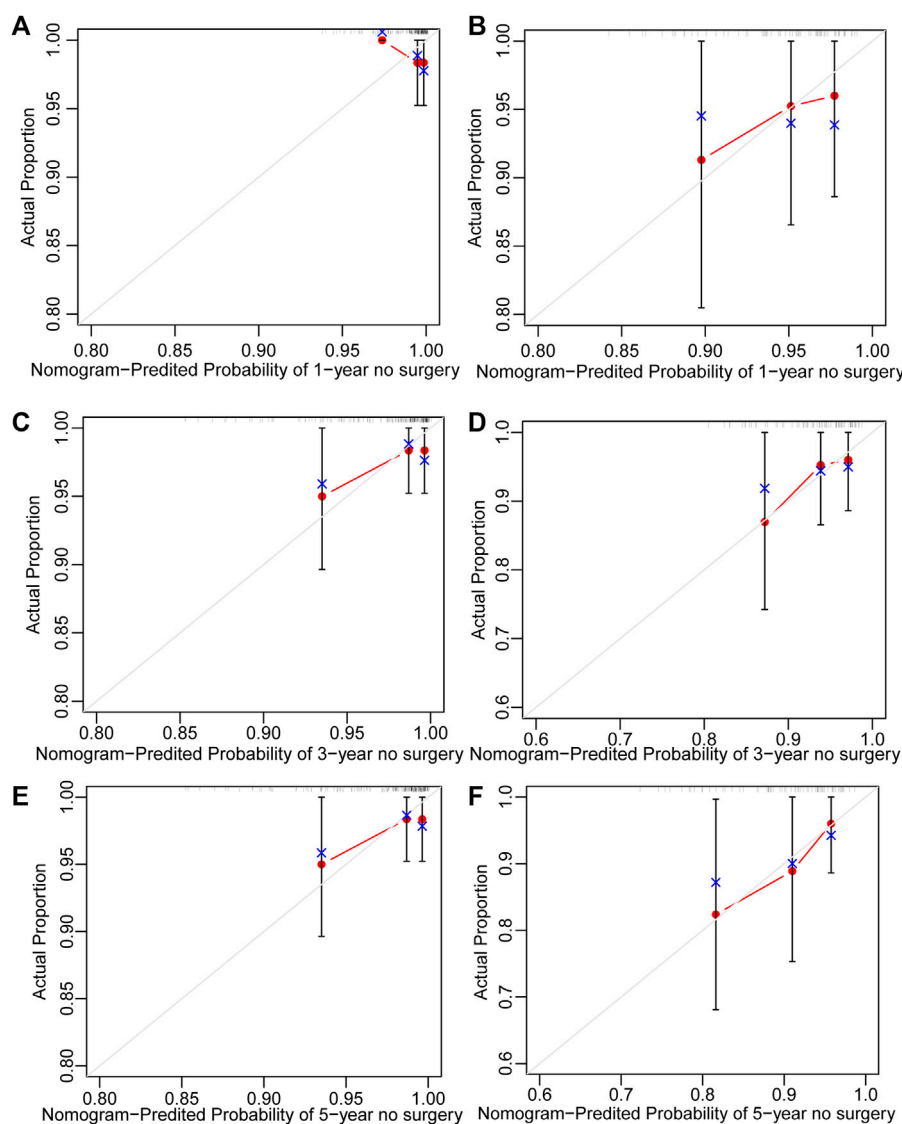 A
Actual Proportion
0.80 0.85 0.90 0.95 1.00
0.80 0.85 0.90 0.95 1.00
Nomogram−Predited Probability of 1−year no surgery
B
Actual Proportion
0.80 0.85 0.90 0.95 1.00
0.80 0.85 0.90 0.95 1.00
Nomogram−Predited Probability of 1−year no surgery
C
Actual Proportion
0.80 0.85 0.90 0.95 1.00
0.80 0.85 0.90 0.95 1.00
Nomogram−Predited Probability of 3−year no surgery
D
Actual Proportion
0.6 0.7 0.8 0.9 1.0
0.6 0.7 0.8 0.9 1.0
Nomogram−Predited Probability of 3−year no surgery
E
Actual Proportion
0.80 0.85 0.90 0.95 1.00
0.80 0.85 0.90 0.95 1.00
Nomogram−Predited Probability of 5−year no surgery
F
Actual Proportion
0.6 0.7 0.8 0.9 1.0
0.6 0.7 0.8 0.9 1.0
Nomogram−Predited Probability of 5−year no surgery